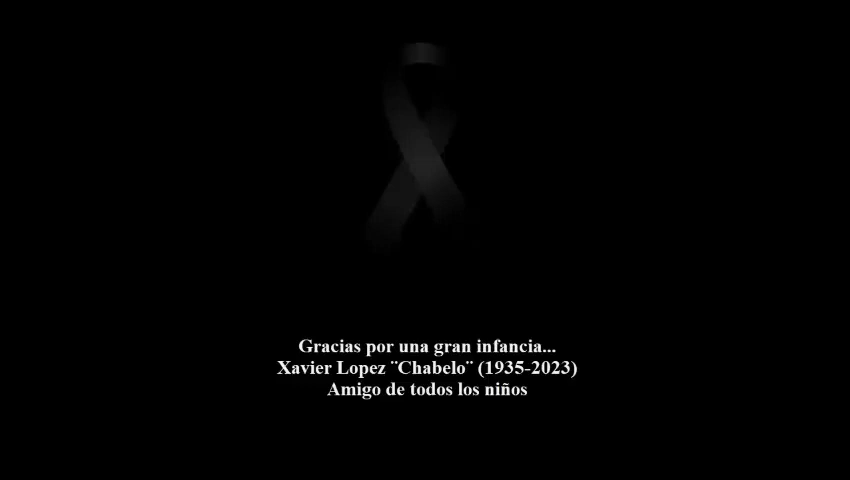 Gracias por una gran infancia...
Xavier Lopez ¨Chabelo¨ (1935-2023)
Amigo de todos los niños